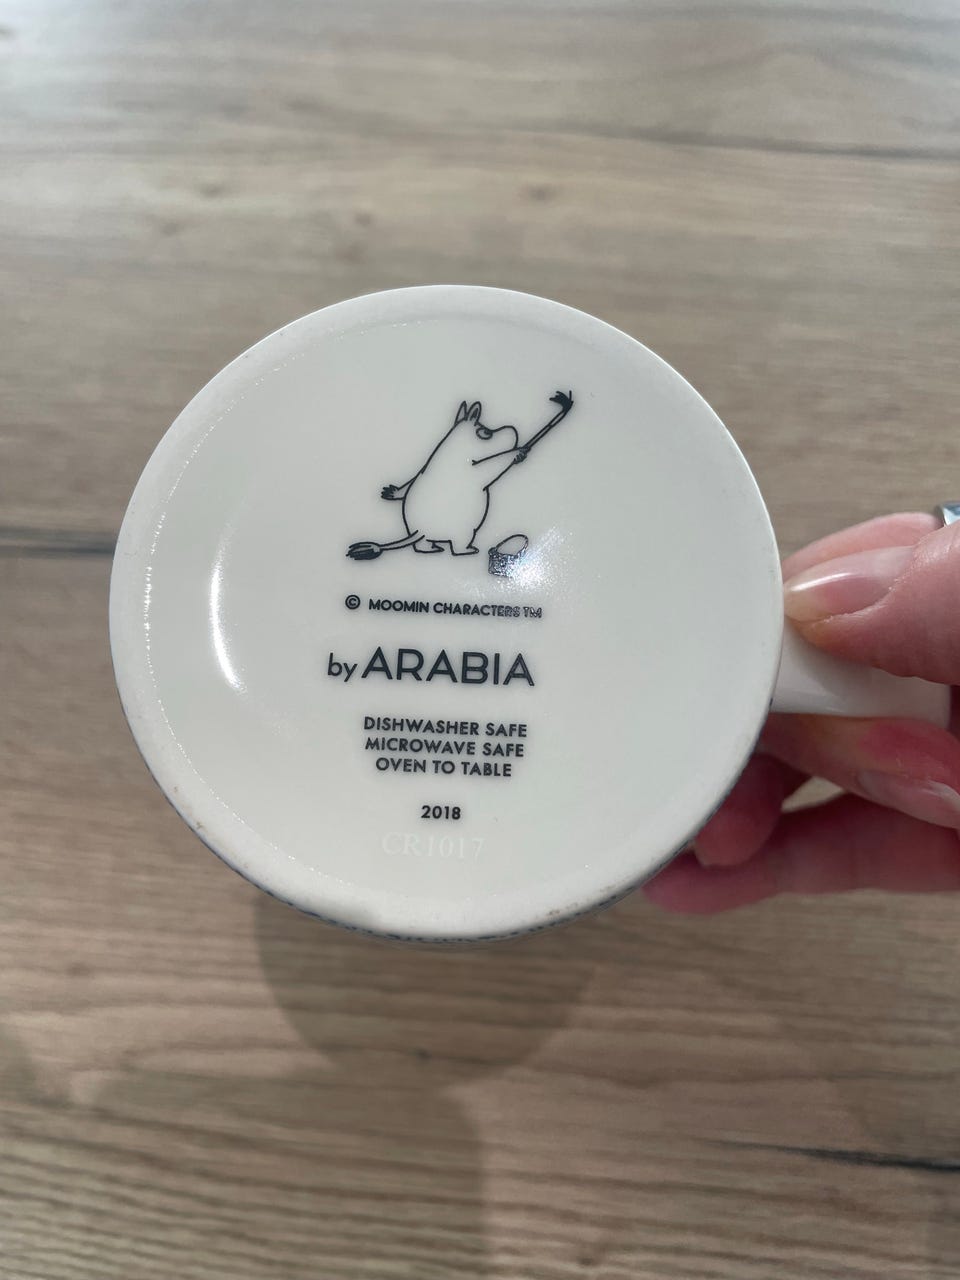 © MOOMIN CHARACTERS TM
by ARABIA
DISHWASHER SAFE
MICROWAVE SAFE
OVEN TO TABLE
2018
CR1017